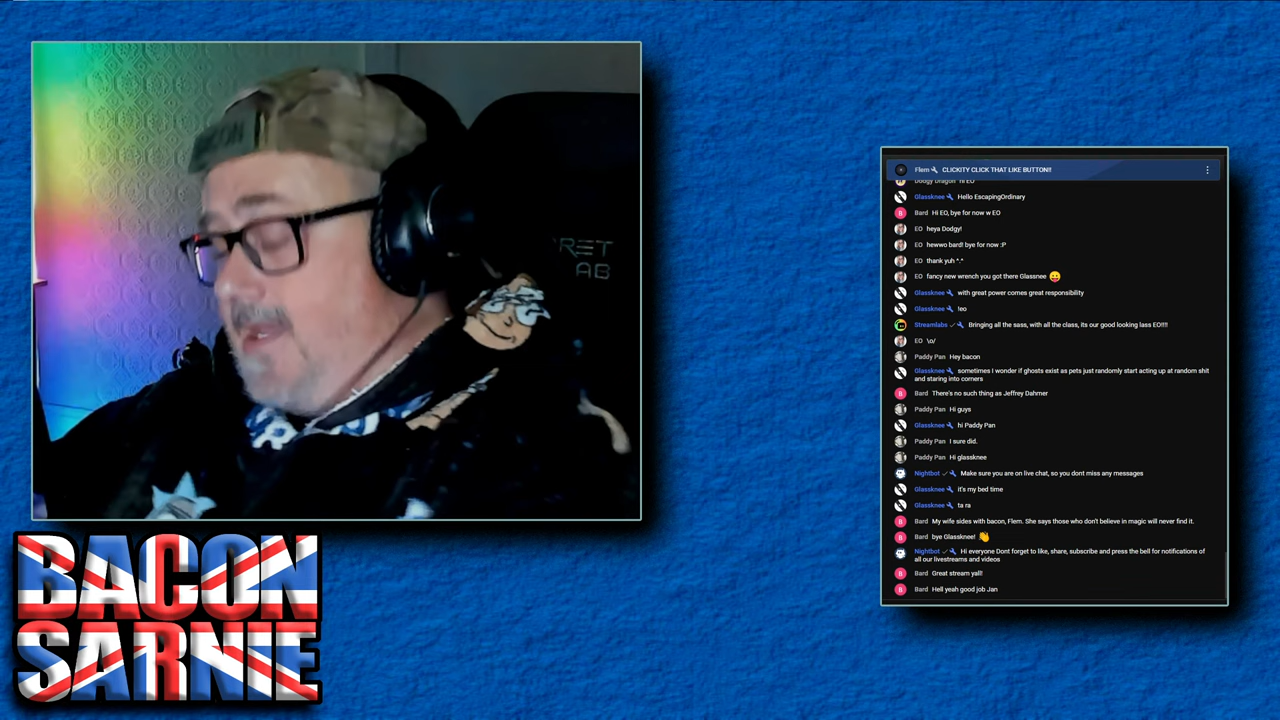 RET
AB
BACON
SARNIE
Flem CLICKITY CLICK THAT LIKE BUTTON!!
Dodgy Dragon hi EO
Glassknee Hello EscapingOrdinary
Bard Hi EO, bye for now w EO
EO heya Dodgy!
EO hewwo bard! bye for now :P
EO thank yuh ^.^
EO fancy new wrench you got there Glassnee 😛
Glassknee with great power comes great responsibility
Glassknee !eo
Streamlabs Bringing all the sass, with all the class, its our good looking lass EO!!!!
EO \o/
Paddy Pan Hey bacon
Glassknee sometimes I wonder if ghosts exist as pets just randomly start acting up at random shit
and staring into corners
Bard There's no such thing as Jeffrey Dahmer
Paddy Pan Hi guys
Glassknee hi Paddy Pan
Paddy Pan I sure did.
Paddy Pan Hi glassknee
Nightbot Make sure you are on live chat, so you dont miss any messages
Glassknee it's my bed time
Glassknee ta ra
Bard My wife sides with bacon, Flem. She says those who don't believe in magic will never find it.
Bard bye Glassknee! 👋
Nightbot Hi everyone Dont forget to like, share, subscribe and press the bell for notifications of
all our livestreams and videos
Bard Great stream yall!
Bard Hell yeah good job Jan